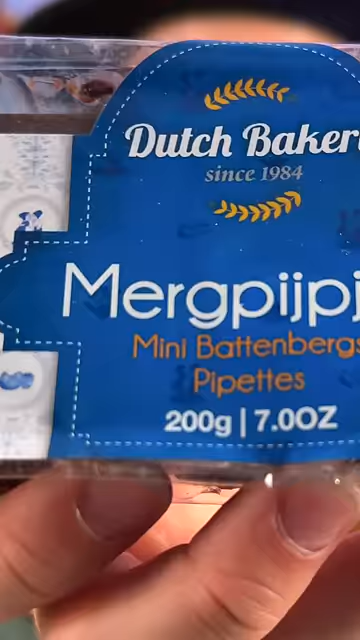 Dutch Baker
since 1984
Mergpijpj
Mini Battenbergs
Pipettes
200g | 7.0OZ